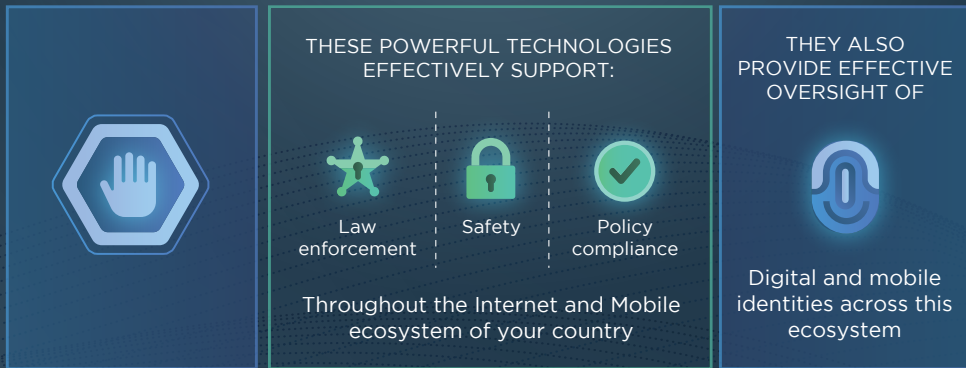 THESE POWERFUL TECHNOLOGIES
EFFECTIVELY SUPPORT:
Law
enforcement
Safety
Policy
compliance
Throughout the Internet and Mobile
ecosystem of your country
THEY ALSO
PROVIDE EFFECTIVE
OVERSIGHT OF
Digital and mobile
identities across this
ecosystem